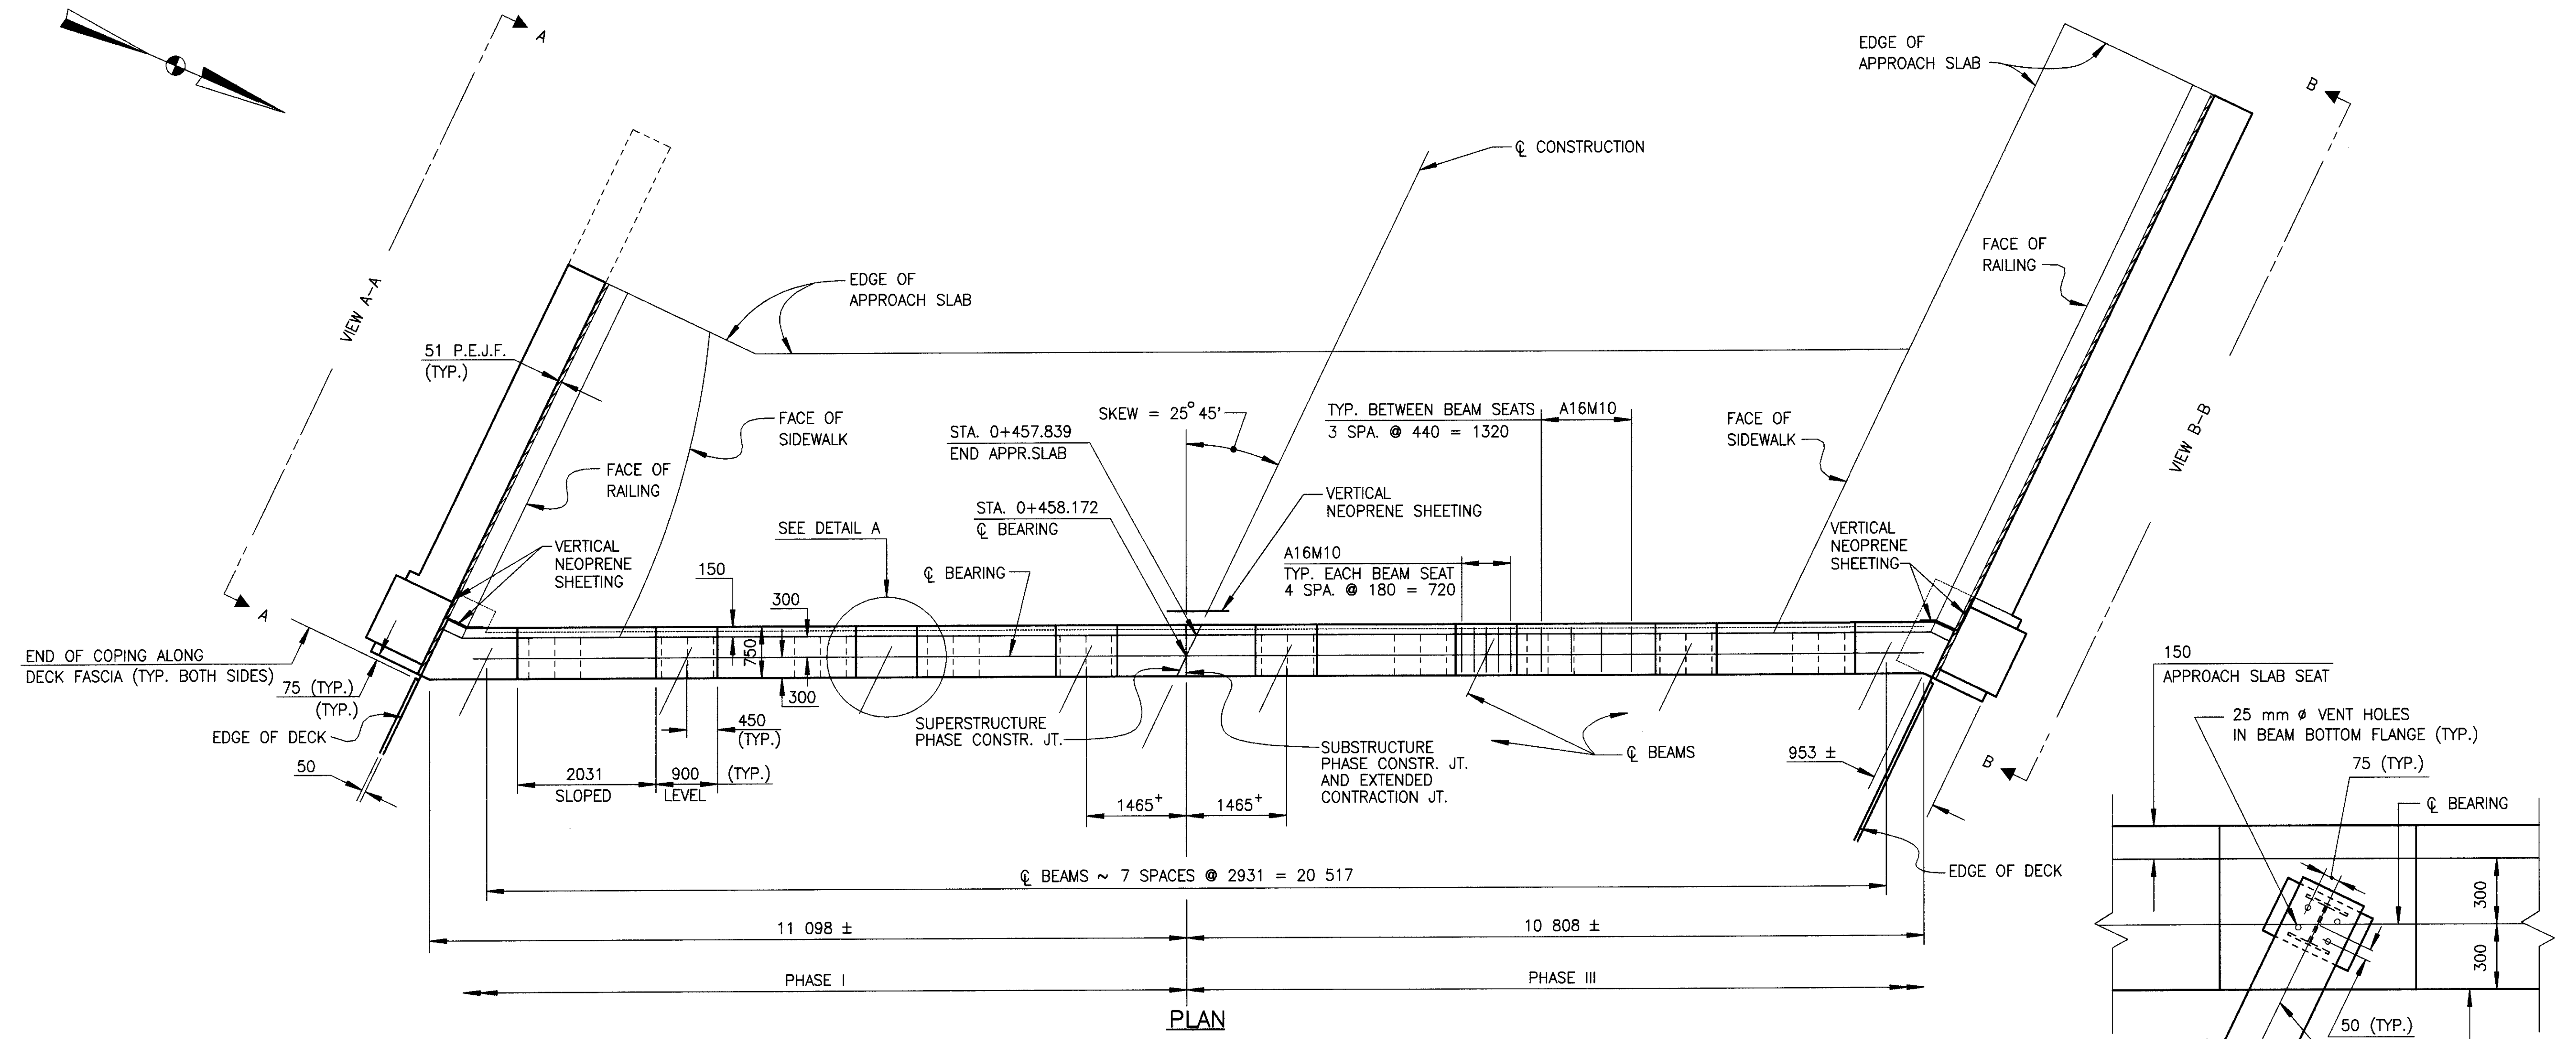 A
EDGE OF
APPROACH SLAB
B
℄ CONSTRUCTION
VIEW A-A
EDGE OF
APPROACH SLAB
FACE OF
RAILING
51 P.E.J.F.
(TYP.)
FACE OF
SIDEWALK
SKEW = 25° 45'
TYP. BETWEEN BEAM SEATS
3 SPA. @ 440 = 1320
A16M10
FACE OF
SIDEWALK
VIEW B-B
STA. 0+457.839
END APPR.SLAB
FACE OF
RAILING
VERTICAL
NEOPRENE SHEETING
STA. 0+458.172
℄ BEARING
SEE DETAIL A
VERTICAL
NEOPRENE
SHEETING
VERTICAL
NEOPRENE
SHEETING
150
℄ BEARING
A16M10
TYP. EACH BEAM SEAT
4 SPA. @ 180 = 720
300
A
750
END OF COPING ALONG
DECK FASCIA (TYP. BOTH SIDES)
75 (TYP.)
(TYP.)
300
EDGE OF DECK
450
(TYP.)
SUPERSTRUCTURE
PHASE CONSTR. JT.
SUBSTRUCTURE
PHASE CONSTR. JT.
AND EXTENDED
CONTRACTION JT.
℄ BEAMS
953 ±
B
50
2031
SLOPED
900
LEVEL
(TYP.)
1465+
1465+
EDGE OF DECK
℄ BEAMS ~ 7 SPACES @ 2931 = 20 517
11 098 ±
10 808 ±
PHASE I
PHASE III
PLAN
150
APPROACH SLAB SEAT
25 mm ø VENT HOLES
IN BEAM BOTTOM FLANGE (TYP.)
75 (TYP.)
℄ BEARING
300
300
50 (TYP.)